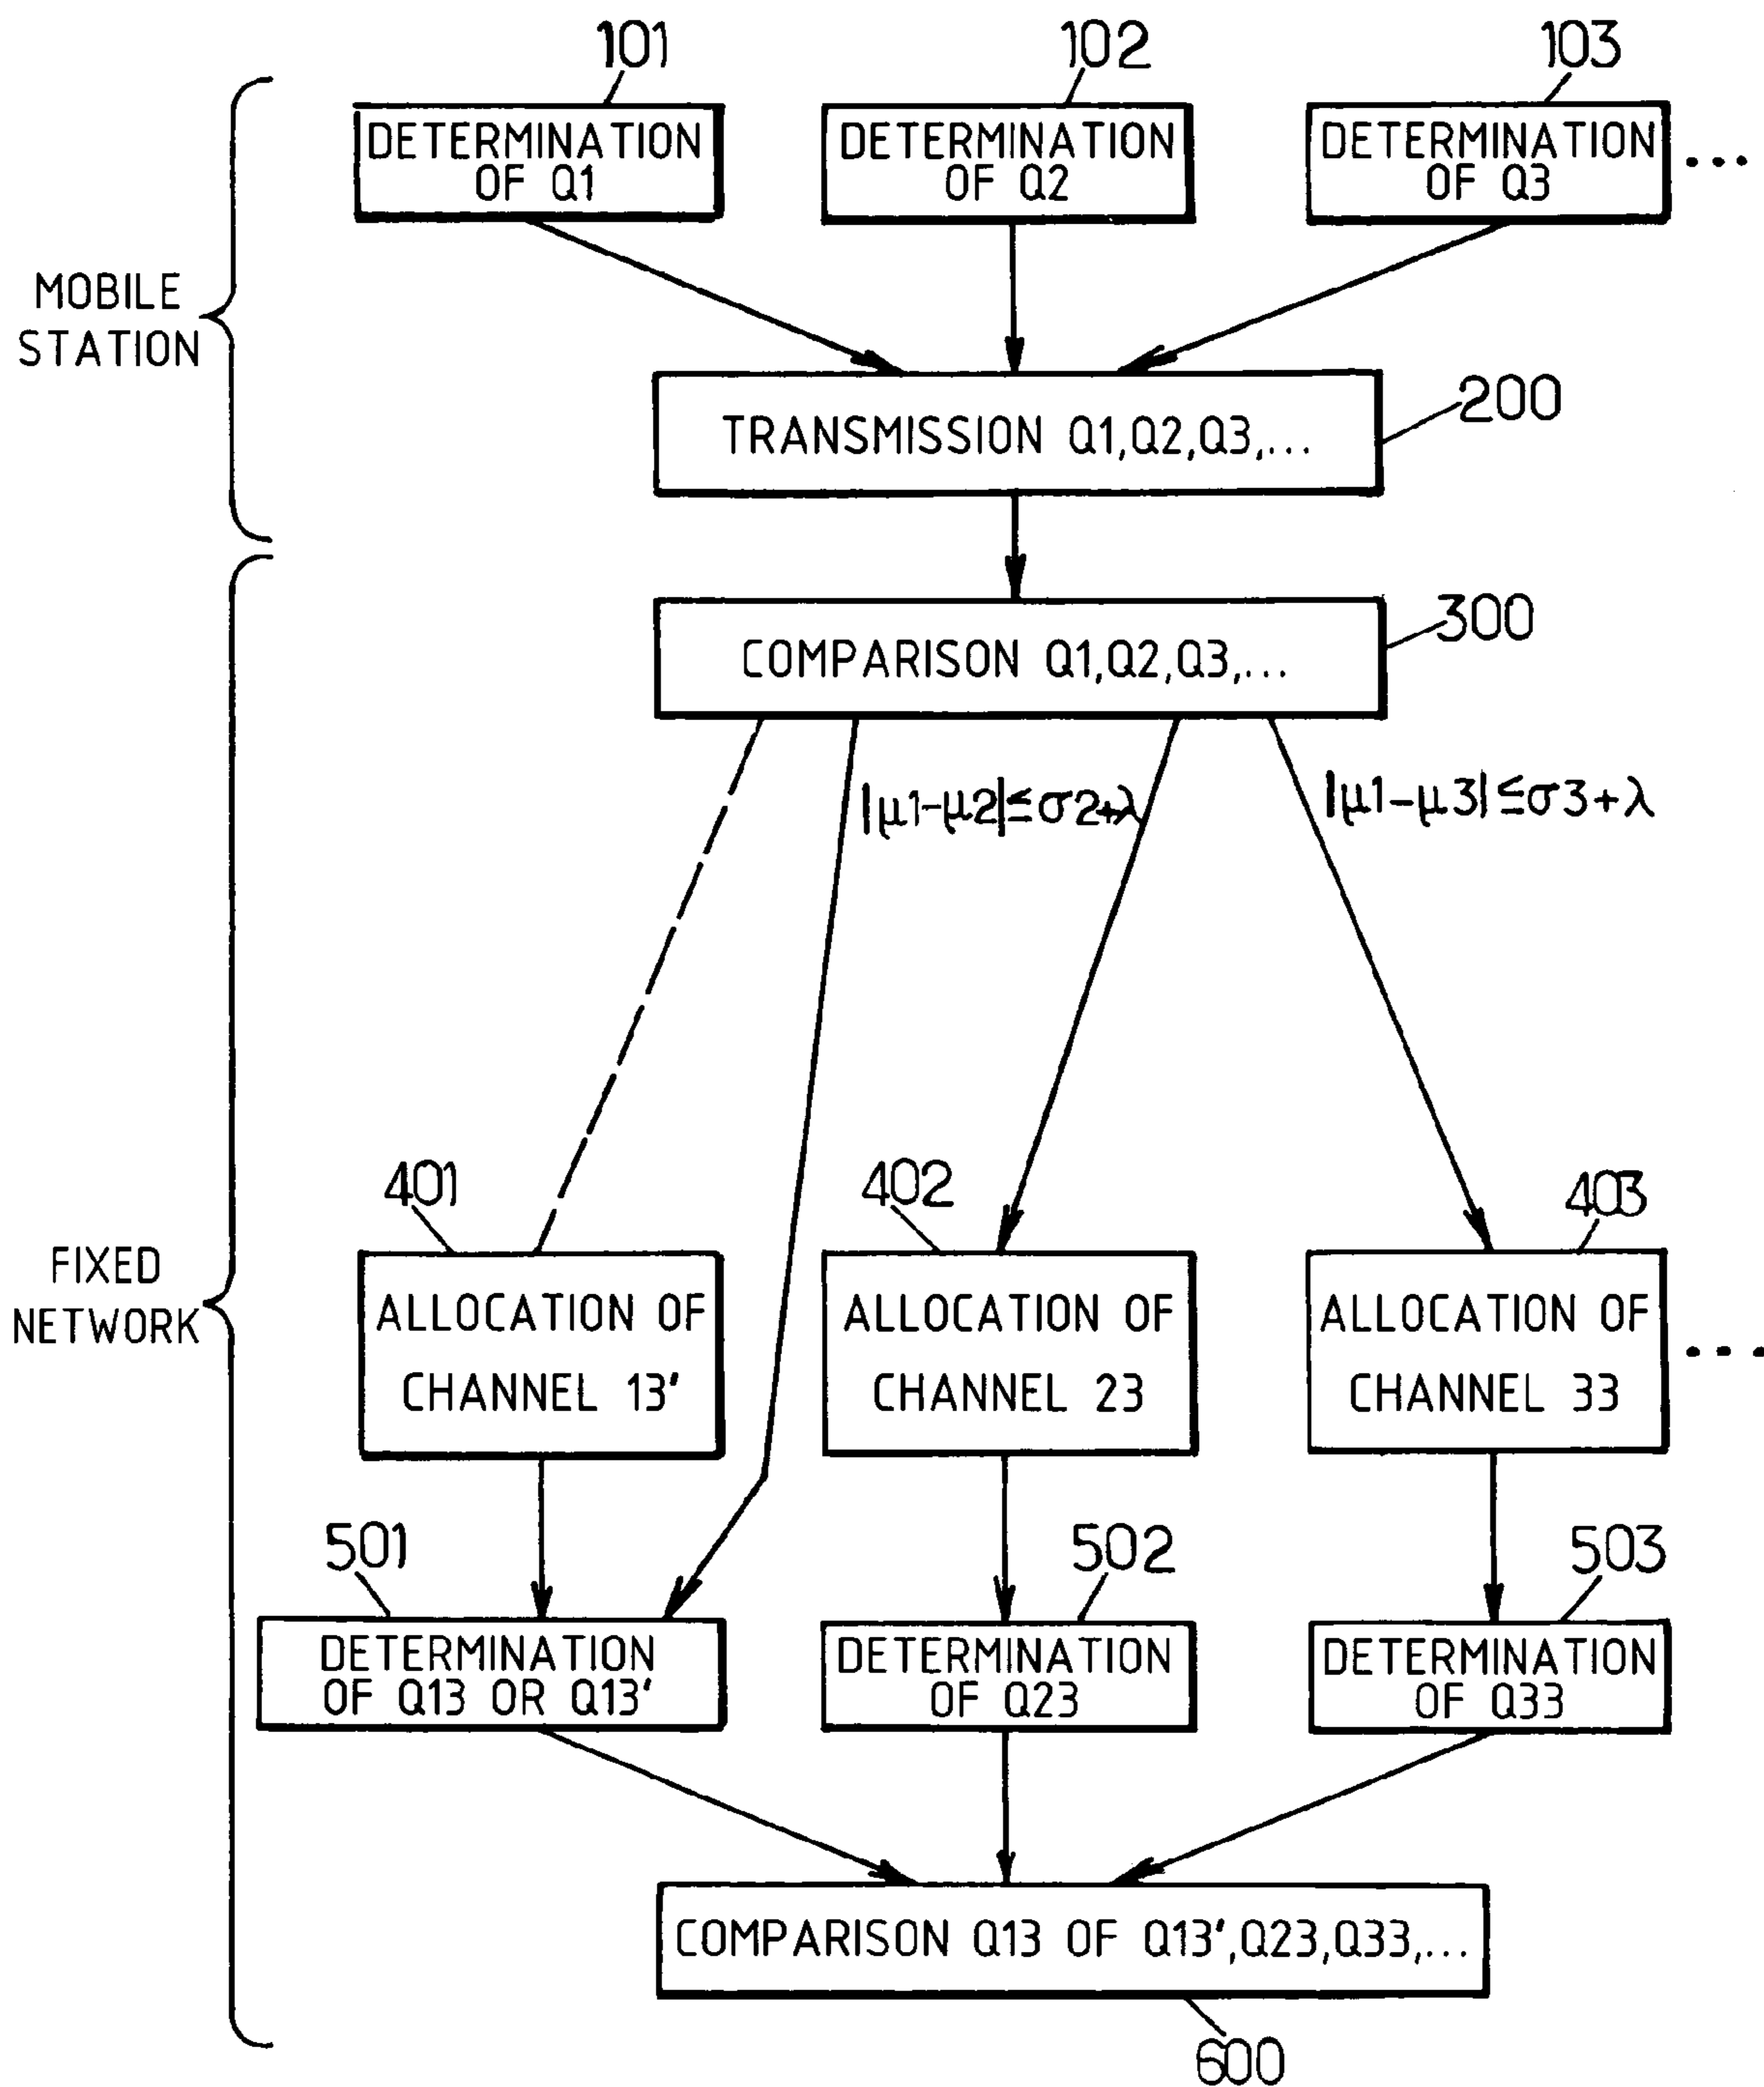 101
102
103
DETERMINATION
OF Q1
DETERMINATION
OF Q2
DETERMINATION
OF Q3
...
MOBILE
STATION
TRANSMISSION Q1,Q2,Q3,...
200
COMPARISON Q1,Q2,Q3,...
300
|μ1-μ2|≦σ2+λ
|μ1-μ3|≦σ3+λ
401
402
403
FIXED
NETWORK
ALLOCATION OF
CHANNEL 13'
ALLOCATION OF
CHANNEL 23
ALLOCATION OF
CHANNEL 33
...
501
502
503
DETERMINATION
OF Q13 OR Q13'
DETERMINATION
OF Q23
DETERMINATION
OF Q33
COMPARISON Q13 OF Q13',Q23,Q33,...
600